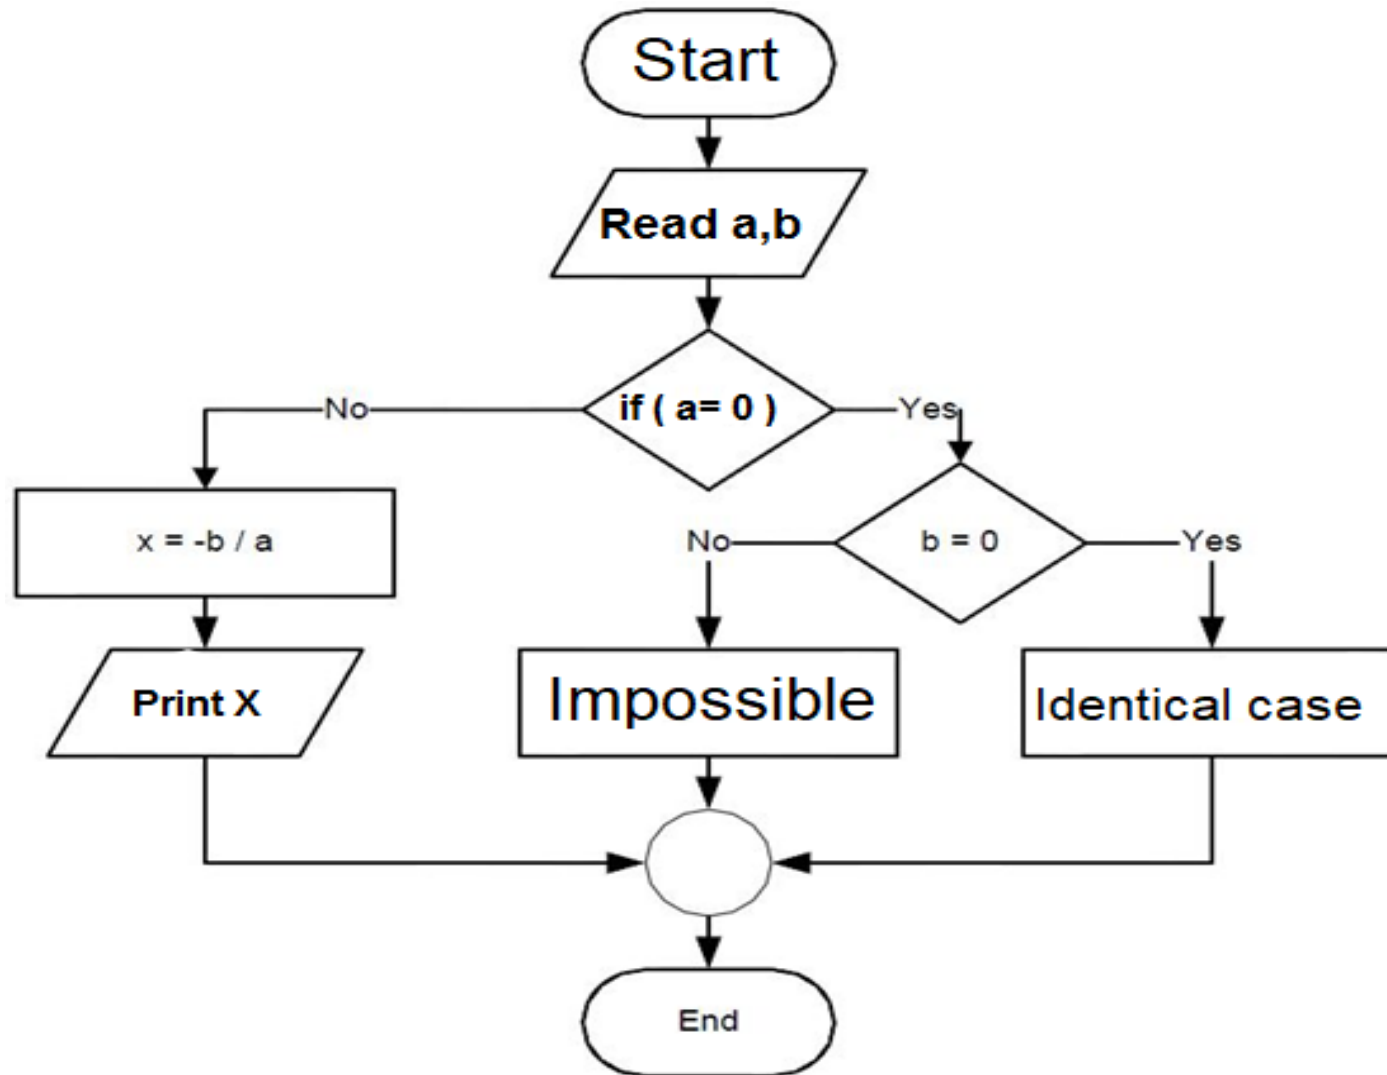 Start
Read a,b
if ( a= 0 )
No
Yes
x = -b / a
No
b = 0
Yes
Print X
Impossible
Identical case
End